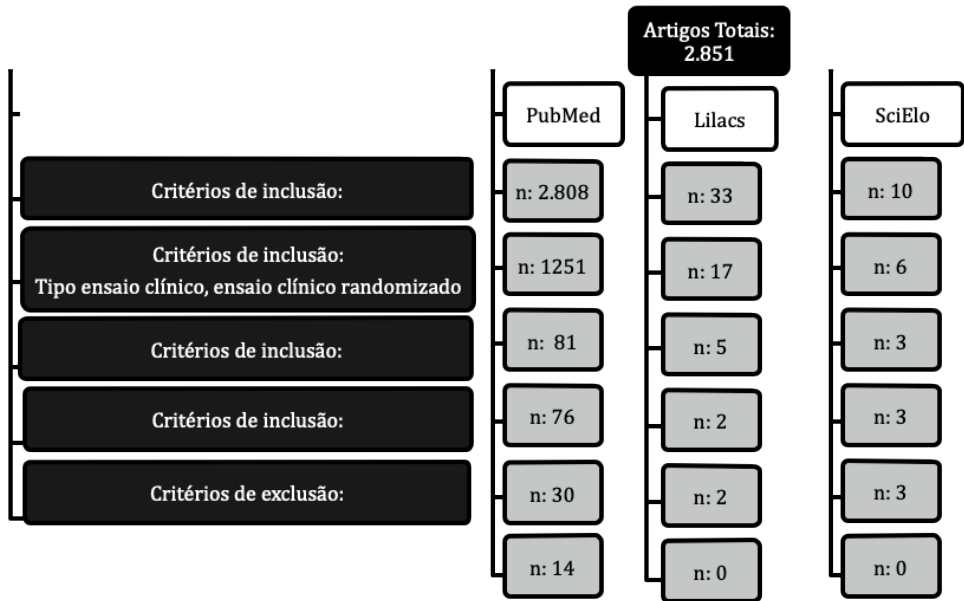 Artigos Totais:
2.851
PubMed
Lilacs
SciElo
Critérios de inclusão:
n: 2.808
n: 33
n: 10
Critérios de inclusão:
Tipo ensaio clínico, ensaio clínico randomizado
n: 1251
n: 17
n: 6
Critérios de inclusão:
n: 81
n: 5
n: 3
Critérios de inclusão:
n: 76
n: 2
n: 3
Critérios de exclusão:
n: 30
n: 2
n: 3
n: 14
n: 0
n: 0